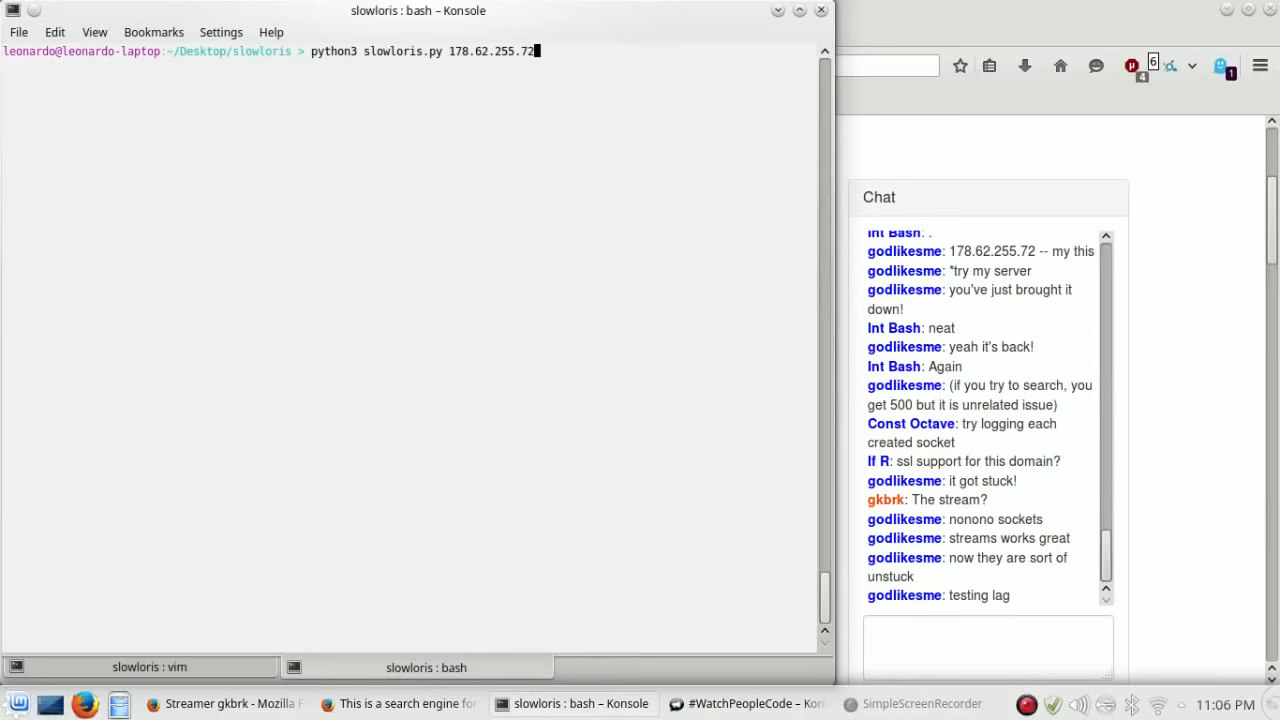 slowloris : bash – Konsole
File Edit View Bookmarks Settings Help
leonardo@leonardo-laptop:~/Desktop/slowloris > python3 slowloris.py 178.62.255.72
slowloris : vim
slowloris : bash
6
4
1
Chat
Int Bash: .
godlikesme: 178.62.255.72 -- my this
godlikesme: *try my server
godlikesme: you've just brought it
down!
Int Bash: neat
godlikesme: yeah it's back!
Int Bash: Again
godlikesme: (if you try to search, you
get 500 but it is unrelated issue)
Const Octave: try logging each
created socket
If R: ssl support for this domain?
godlikesme: it got stuck!
gkbrk: The stream?
godlikesme: nonono sockets
godlikesme: streams works great
godlikesme: now they are sort of
unstuck
godlikesme: testing lag
Streamer gkbrk - Mozilla F
This is a search engine for
slowloris : bash – Konsole
#WatchPeopleCode – Kon
SimpleScreenRecorder
11:06 PM